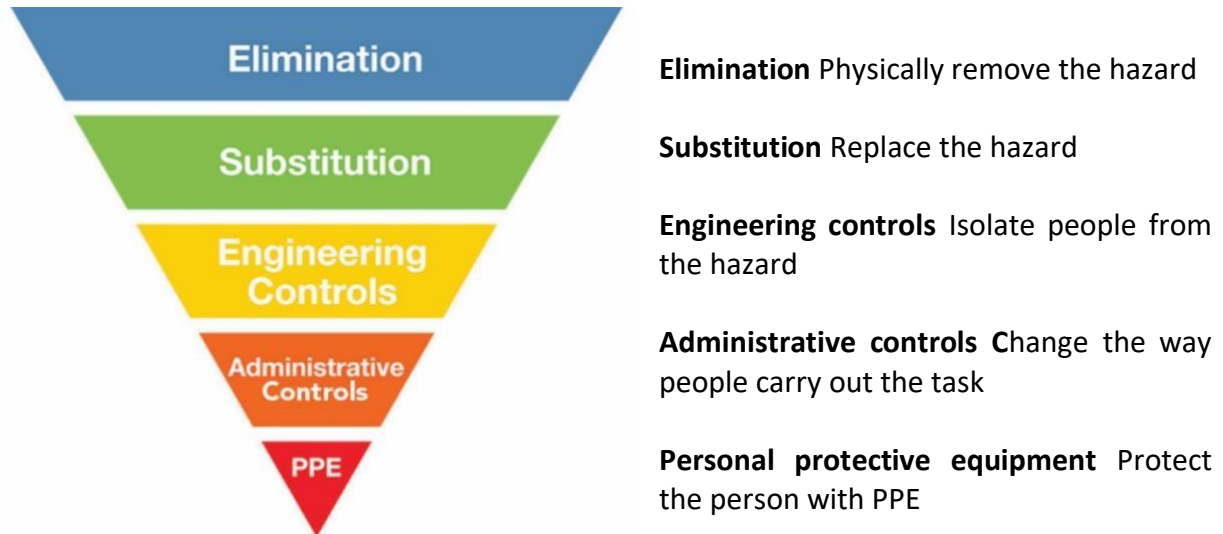 Elimination
Substitution
Engineering
Controls
Administrative
Controls
PPE
Elimination Physically remove the hazard
Substitution Replace the hazard
Engineering controls Isolate people from
the hazard
Administrative controls Change the way
people carry out the task
Personal protective equipment Protect
the person with PPE